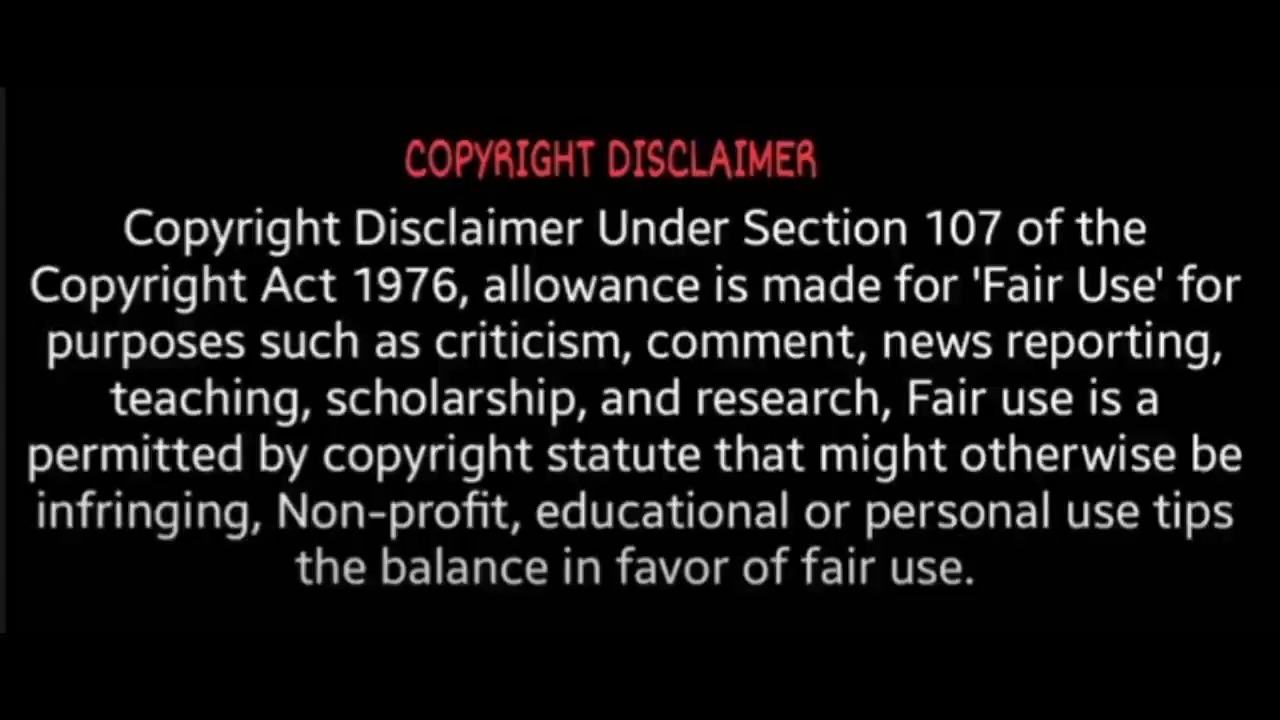 COPYRIGHT DISCLAIMER
Copyright Disclaimer Under Section 107 of the
Copyright Act 1976, allowance is made for 'Fair Use' for
purposes such as criticism, comment, news reporting,
teaching, scholarship, and research, Fair use is a
permitted by copyright statute that might otherwise be
infringing, Non-profit, educational or personal use tips
the balance in favor of fair use.